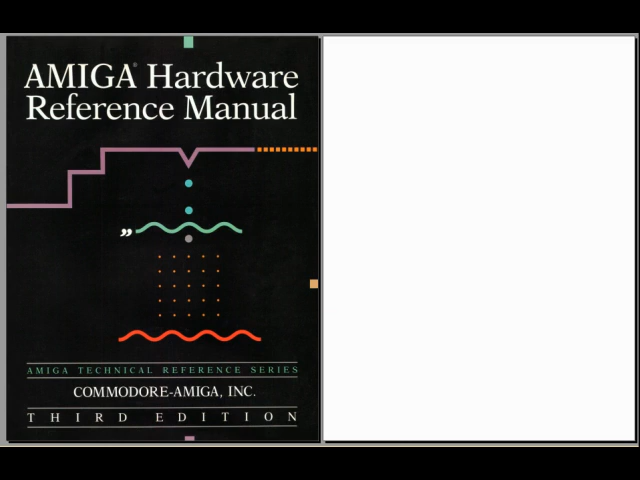 AMIGA® Hardware
Reference Manual
”
AMIGA TECHNICAL REFERENCE SERIES
COMMODORE-AMIGA, INC.
THIRD EDITION